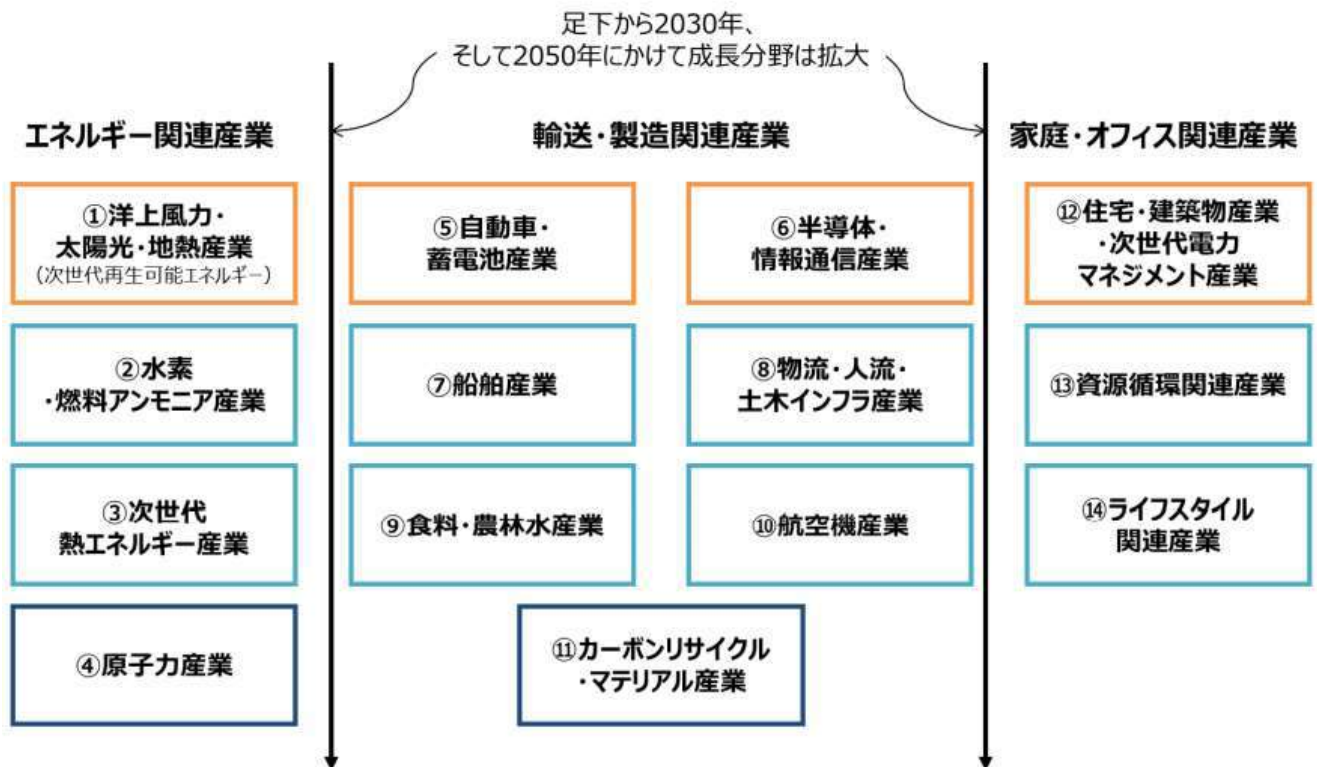 足下から2030年、
そして2050年にかけて成長分野は拡大
エネルギー関連産業
輸送・製造関連産業
家庭・オフィス関連産業
①洋上風力・
太陽光・地熱産業
（次世代再生可能エネルギー）
⑤自動車・
蓄電池産業
⑥半導体・
情報通信産業
⑫住宅・建築物産業
・次世代電力
マネジメント産業
②水素
・燃料アンモニア産業
⑦船舶産業
⑧物流・人流・
土木インフラ産業
⑬資源循環関連産業
③次世代
熱エネルギー産業
⑨食料・農林水産業
⑩航空機産業
⑭ライフスタイル
関連産業
④原子力産業
⑪カーボンリサイクル
・マテリアル産業